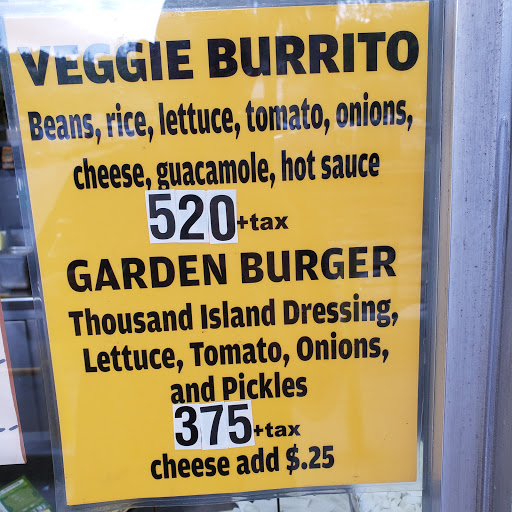 VEGGIE BURRITO
Beans, rice, lettuce, tomato, onions,
cheese, guacamole, hot sauce
520+tax
GARDEN BURGER
Thousand Island Dressing,
Lettuce, Tomato, Onions,
and Pickles
375+tax
cheese add $.25